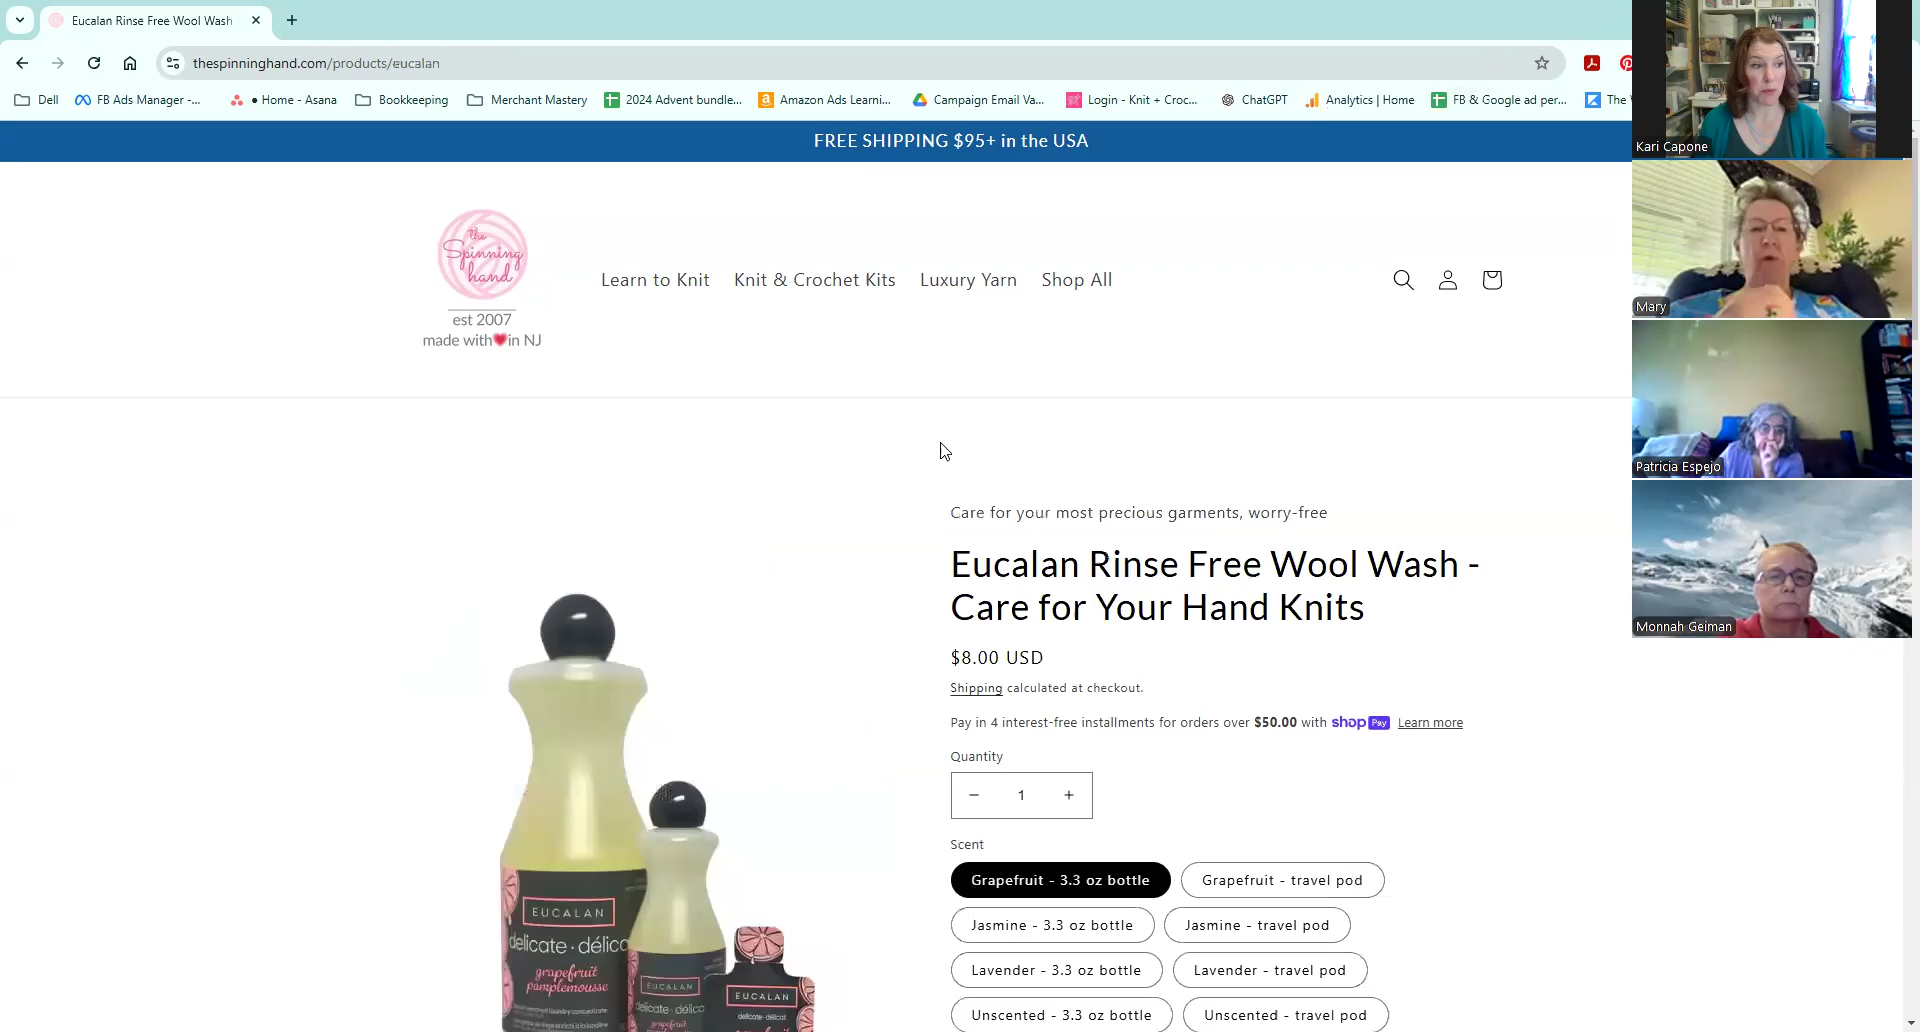 Eucalan Rinse Free Wool Wash
thespinninghand.com/products/eucalan
Dell
FB Ads Manager -...
• Home - Asana
Bookkeeping
Merchant Mastery
2024 Advent bundle...
Amazon Ads Learni...
Campaign Email Va...
Login - Knit + Croc...
ChatGPT
Analytics | Home
FB & Google ad per...
The
FREE SHIPPING $95+ in the USA
the
Spinning
hand
est 2007
made with❤in NJ
Learn to Knit
Knit & Crochet Kits
Luxury Yarn
Shop All
Kari Capone
Mary
Patricia Espejo
Monnah Geiman
Care for your most precious garments, worry-free
Eucalan Rinse Free Wool Wash -
Care for Your Hand Knits
$8.00 USD
Shipping calculated at checkout.
Pay in 4 interest-free installments for orders over $50.00 with shop Pay Learn more
Quantity
− 1 +
Scent
Grapefruit - 3.3 oz bottle
Grapefruit - travel pod
Jasmine - 3.3 oz bottle
Jasmine - travel pod
Lavender - 3.3 oz bottle
Lavender - travel pod
Unscented - 3.3 oz bottle
Unscented - travel pod
EUCALAN
delicate · délica
grapefruit
pamplemousse
EUCALAN
delicate · délica
EUCALAN
delicate · délicat